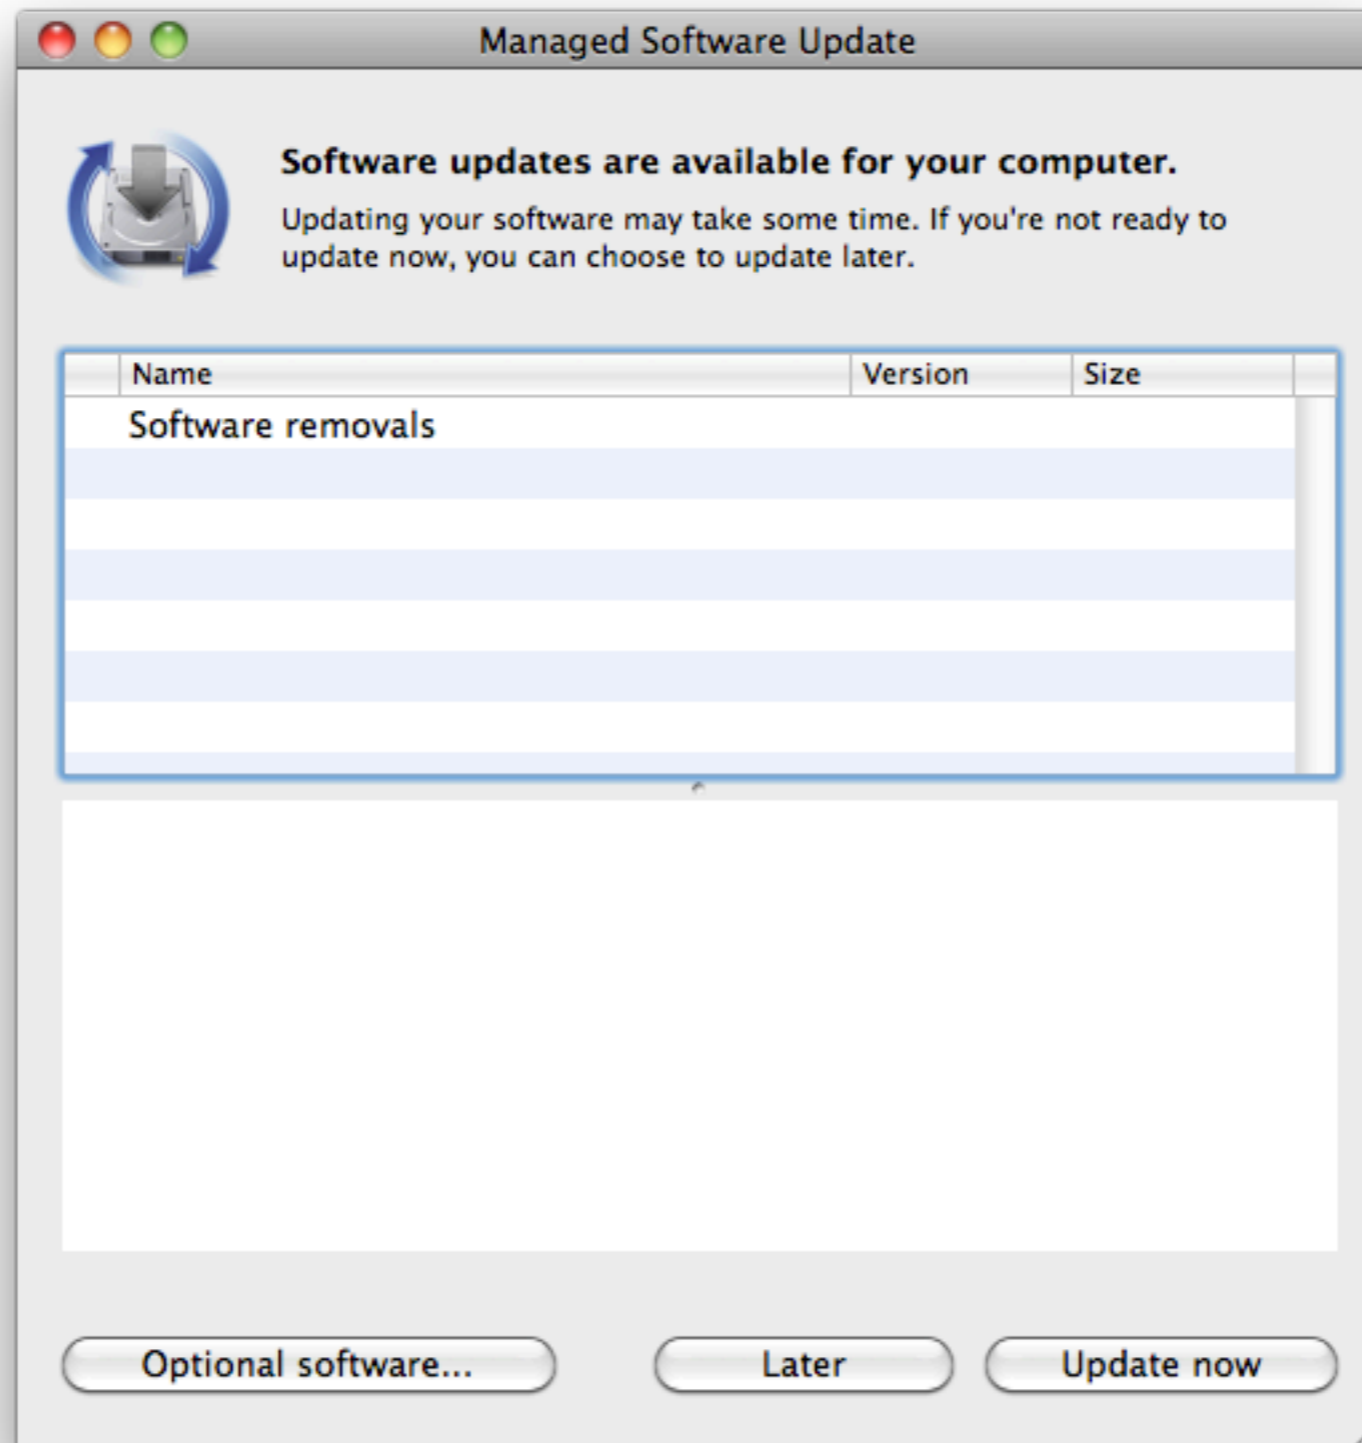 Managed Software Update
Software updates are available for your computer.
Updating your software may take some time. If you're not ready to
update now, you can choose to update later.
Name Version Size
Software removals
Optional software... Later Update now